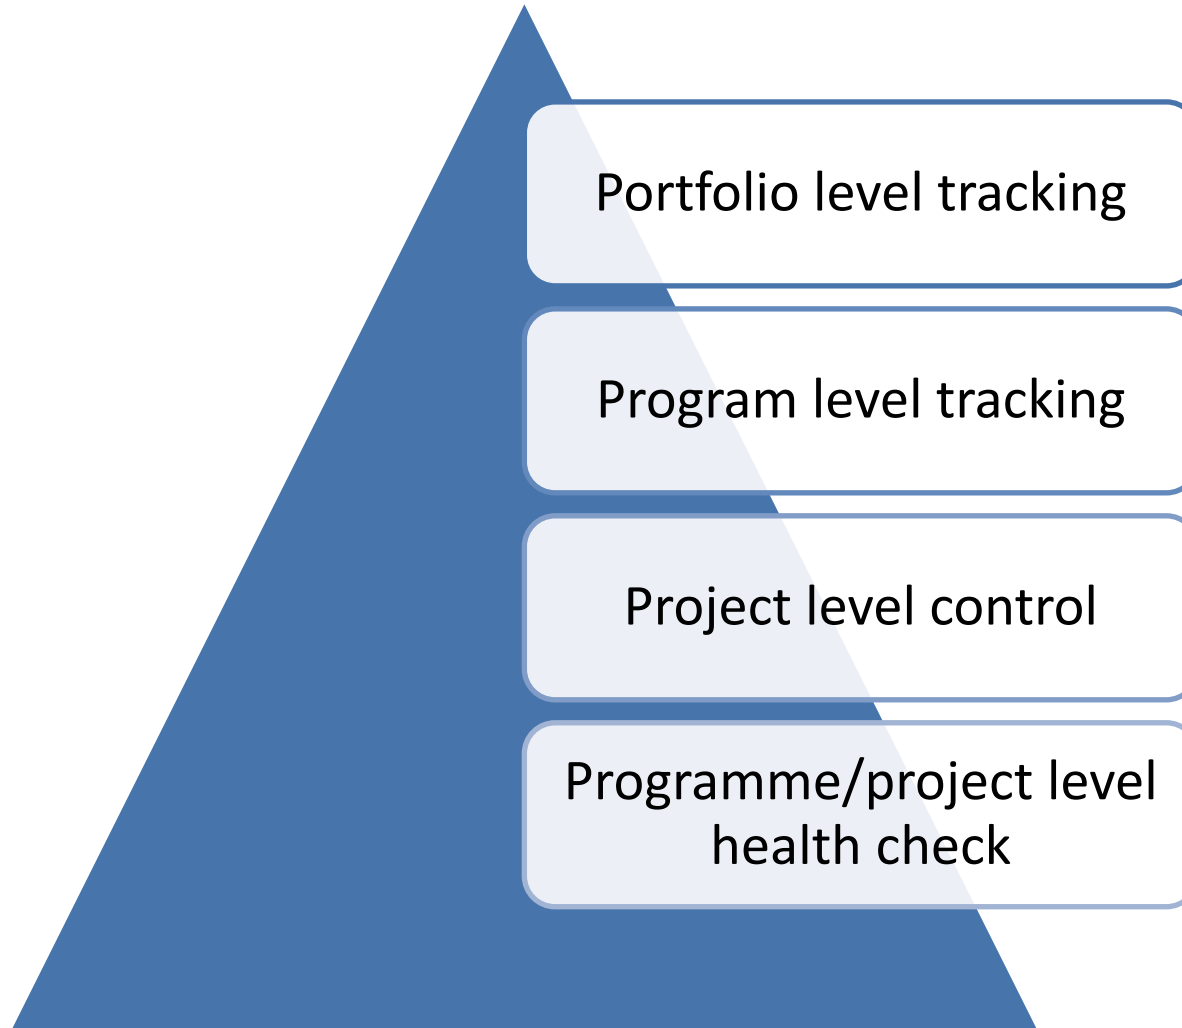 Portfolio level tracking
Program level tracking
Project level control
Programme/project level
health check